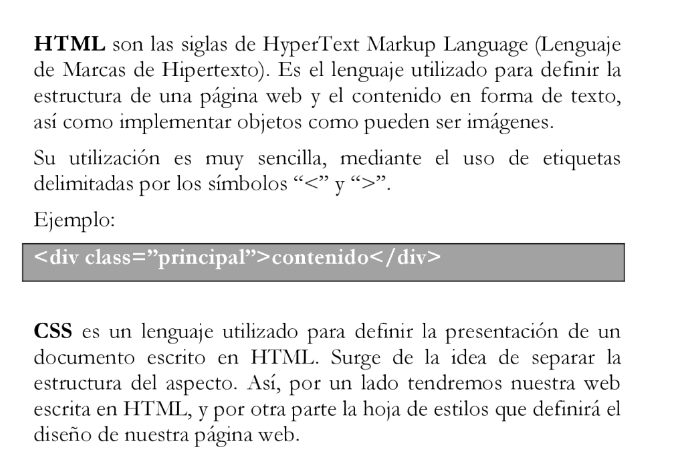 HTML son las siglas de HyperText Markup Language (Lenguaje
de Marcas de Hipertexto). Es el lenguaje utilizado para definir la
estructura de una página web y el contenido en forma de texto,
así como implementar objetos como pueden ser imágenes.
Su utilización es muy sencilla, mediante el uso de etiquetas
delimitadas por los símbolos “<” y “>”.
Ejemplo:
<div class=”principal”>contenido</div>
CSS es un lenguaje utilizado para definir la presentación de un
documento escrito en HTML. Surge de la idea de separar la
estructura del aspecto. Así, por un lado tendremos nuestra web
escrita en HTML, y por otra parte la hoja de estilos que definirá el
diseño de nuestra página web.